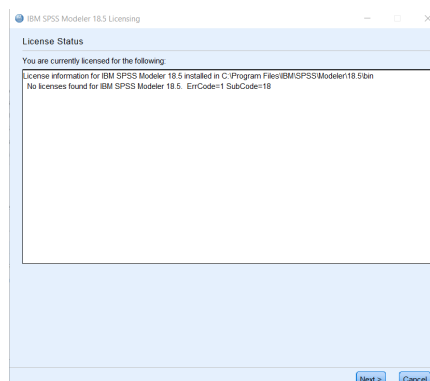 IBM SPSS Modeler 18.5 Licensing
License Status
You are currently licensed for the following:
License information for IBM SPSS Modeler 18.5 installed in C:\Program Files\IBM\SPSS\Modeler\18.5\bin
No licenses found for IBM SPSS Modeler 18.5. ErrCode=1 SubCode=18
Next > Cancel